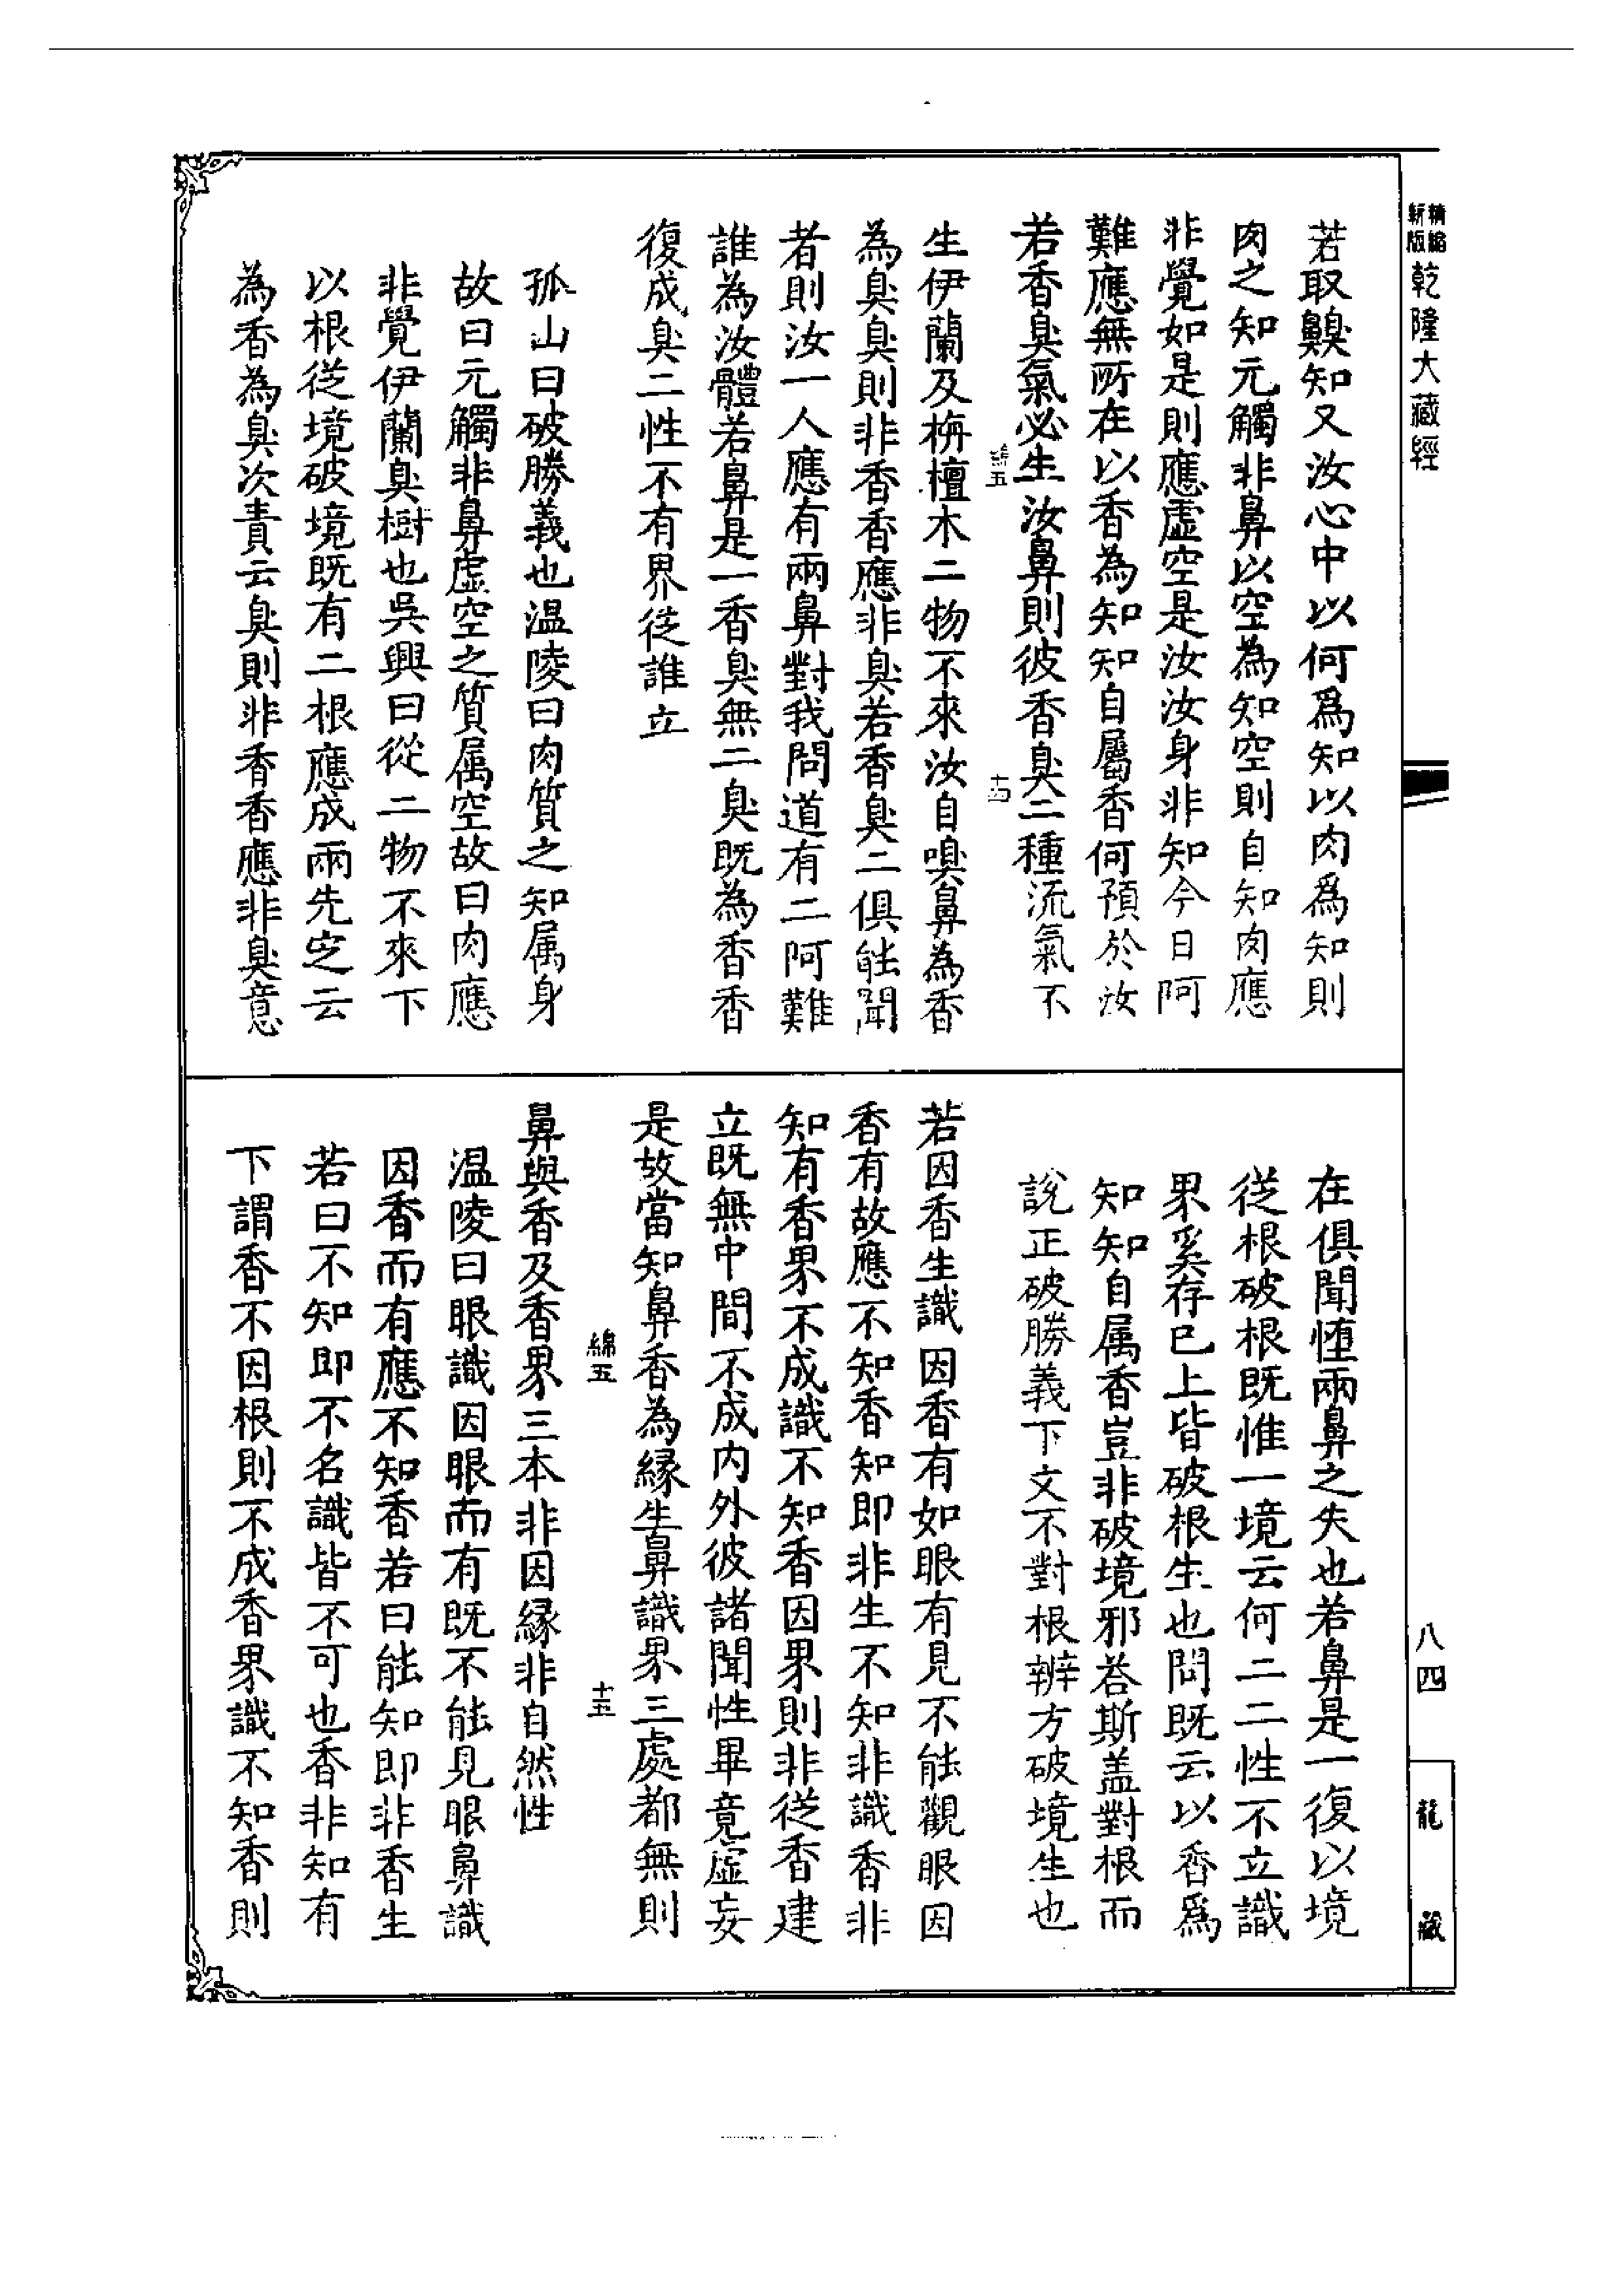 精縮新版乾隆大藏經
若取齅知又汝心中以何爲知以肉爲知則
肉之知元觸非鼻以空為知空則自知肉應
非覺如是則應虛空是汝汝身非知今日阿
難應無所在以香為知知自屬香何預於汝
若香臭氣必生汝鼻則彼香臭二種流氣不
綿五 十四
生伊蘭及栴檀木二物不來汝自嗅鼻為香
為臭臭則非香香應非臭若香臭二俱能聞
者則汝一人應有兩鼻對我問道有二阿難
誰為汝體若鼻是一香臭無二臭既為香香
復成臭二性不有界從誰立
孤山曰破勝義也温陵曰肉質之知属身
故曰元觸非鼻虛空之質属空故曰肉應
非覺伊蘭臭樹也吳興曰從二物不來下
以根從境破境既有二根應成兩先定云
為香為臭次責云臭則非香香應非臭意
在俱聞堕兩鼻之失也若鼻是一復以境
從根破根既惟一境云何二二性不立識
界奚存已上皆破根生也問既云以香爲
知知自属香豈非破境邪荅斯盖對根而
說正破勝義下文不對根辨方破境生也
若因香生識因香有如眼有見不能觀眼因
香有故應不知香知即非生不知非識香非
知有香界不成識不知香因界則非從香建
立既無中間不成内外彼諸聞性畢竟虛妄
是故當知鼻香為緣生鼻識界三處都無則
綿五 十五
鼻與香及香界三本非因緣非自然性
温陵曰眼識因眼而有既不能見眼鼻識
因香而有應不知香若曰能知即非香生
若曰不知即不名識皆不可也香非知有
下謂香不因根則不成香界識不知香則
八四
龍藏